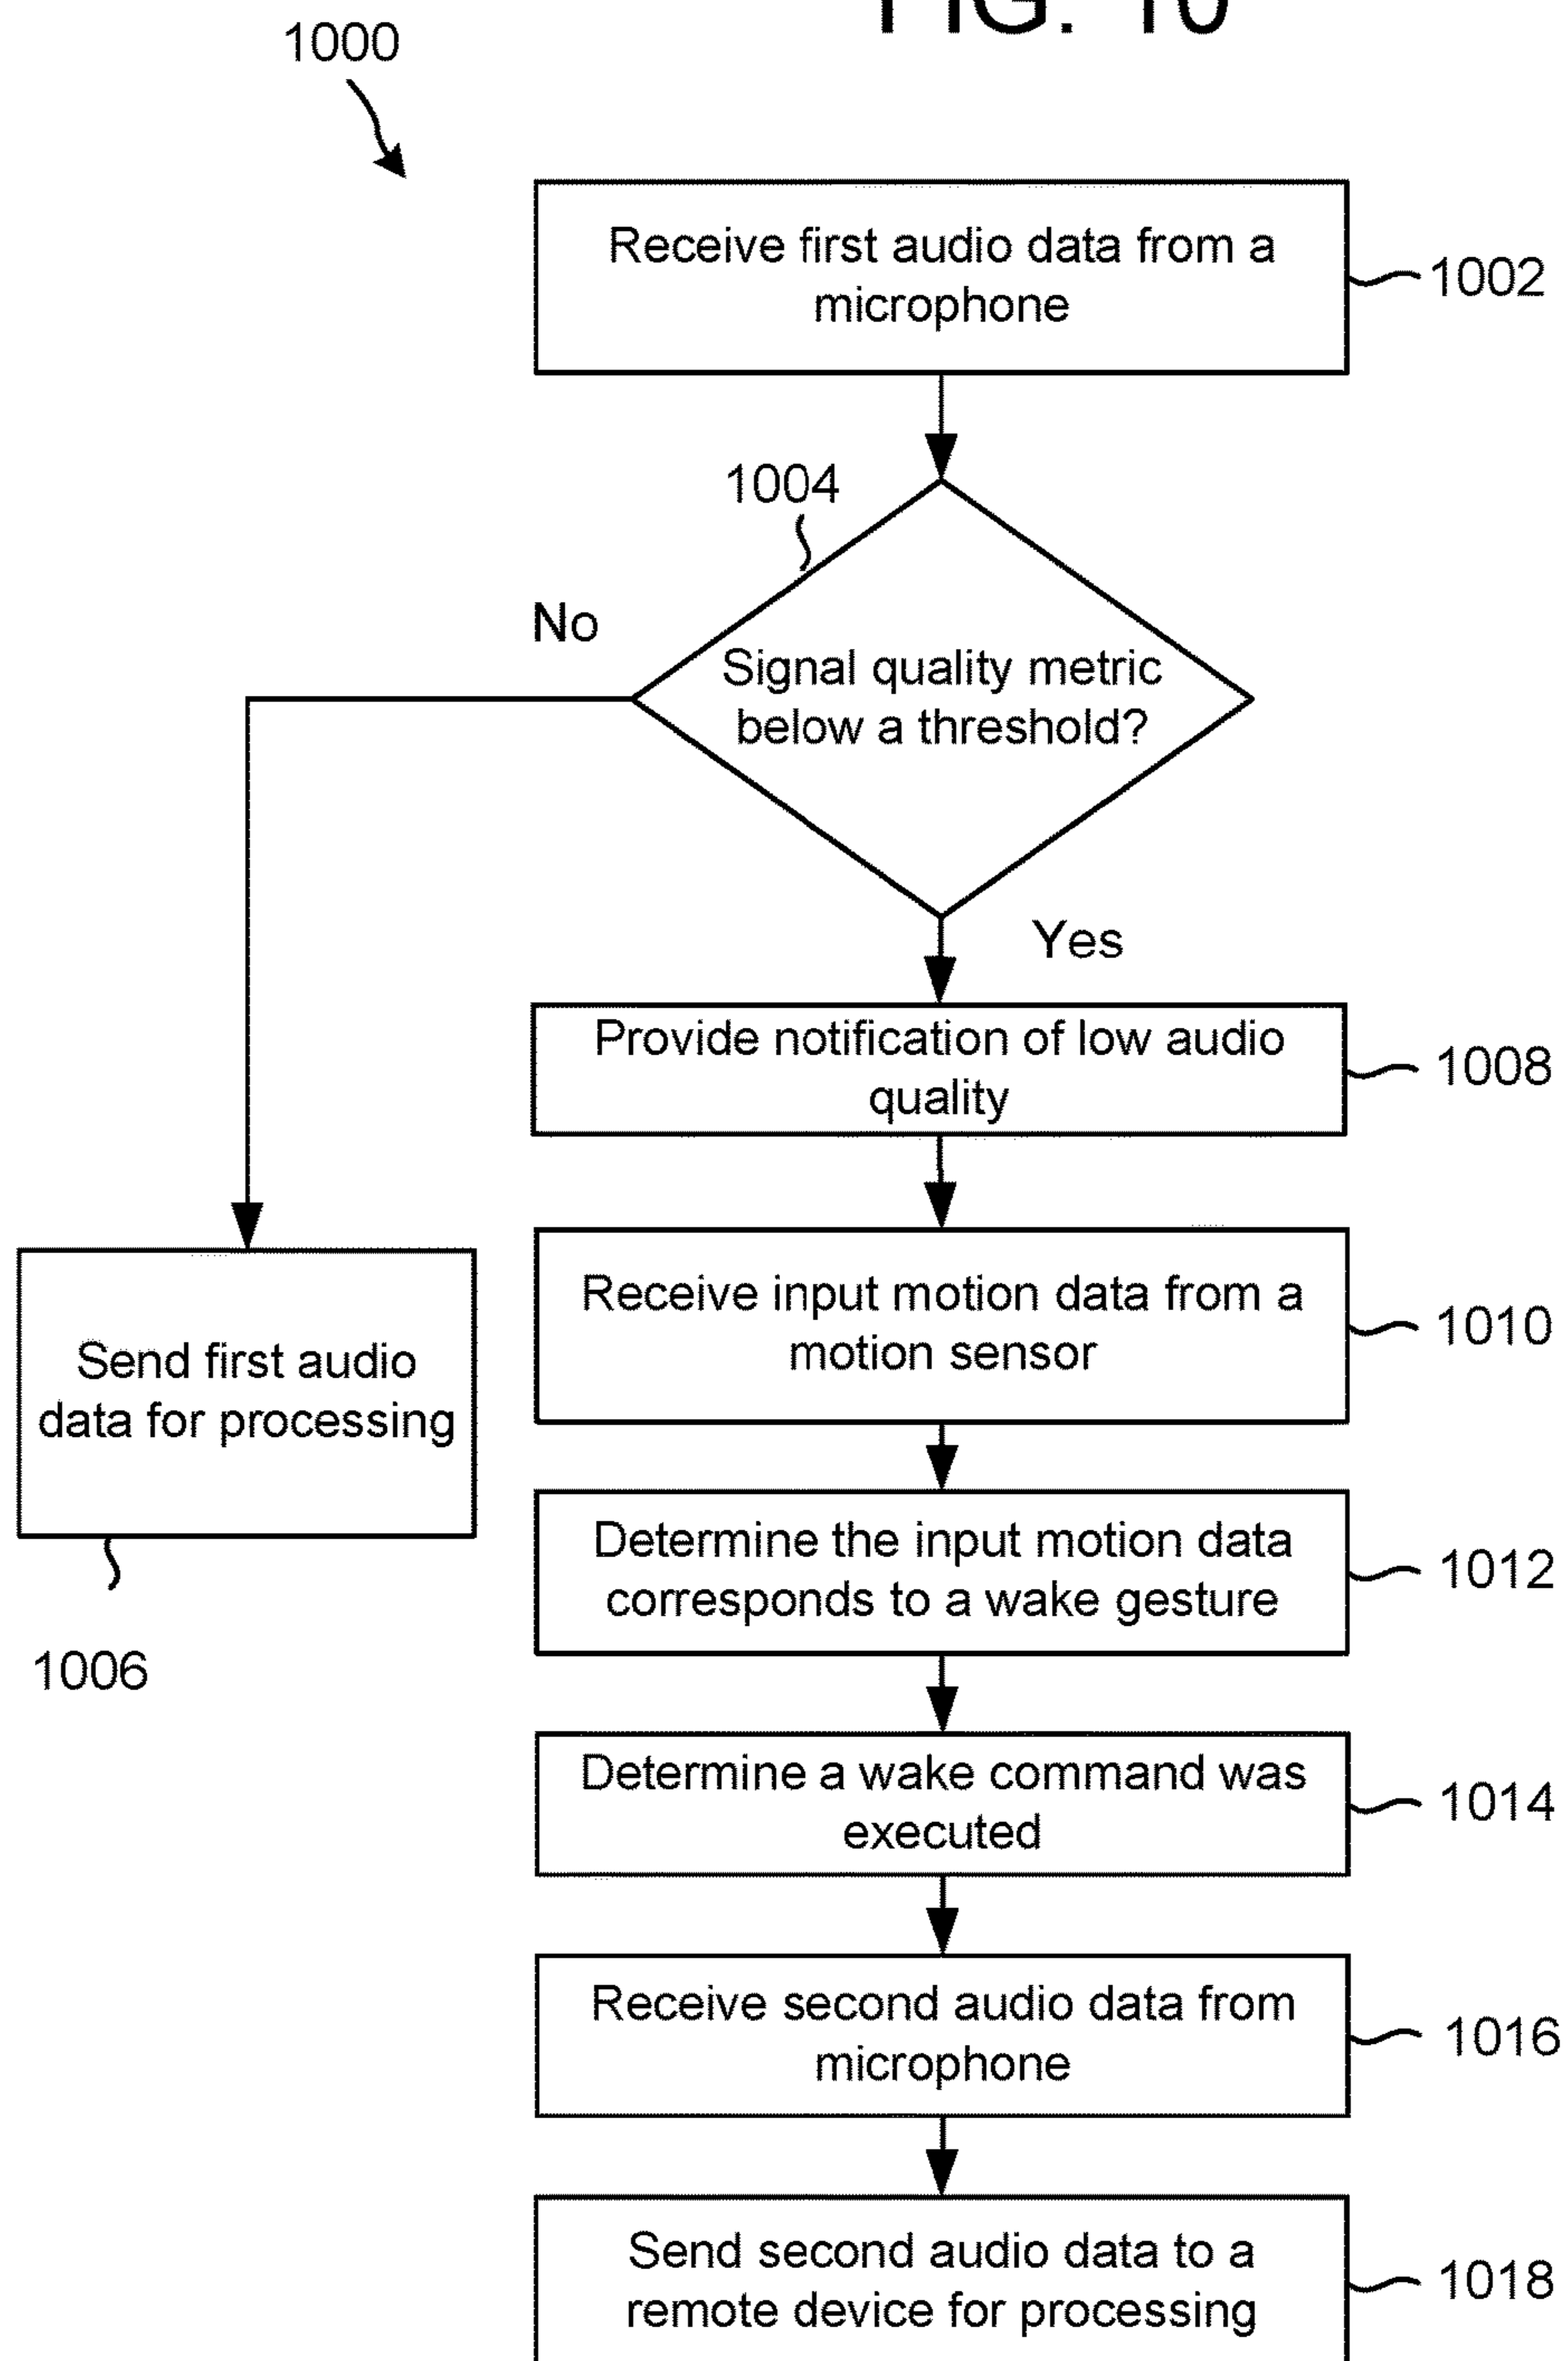 FIG. 10
1000
Receive first audio data from a
microphone
1002
1004
No
Signal quality metric
below a threshold?
Yes
Provide notification of low audio
quality
1008
Receive input motion data from a
motion sensor
1010
Send first audio
data for processing
1006
Determine the input motion data
corresponds to a wake gesture
1012
Determine a wake command was
executed
1014
Receive second audio data from
microphone
1016
Send second audio data to a
remote device for processing
1018